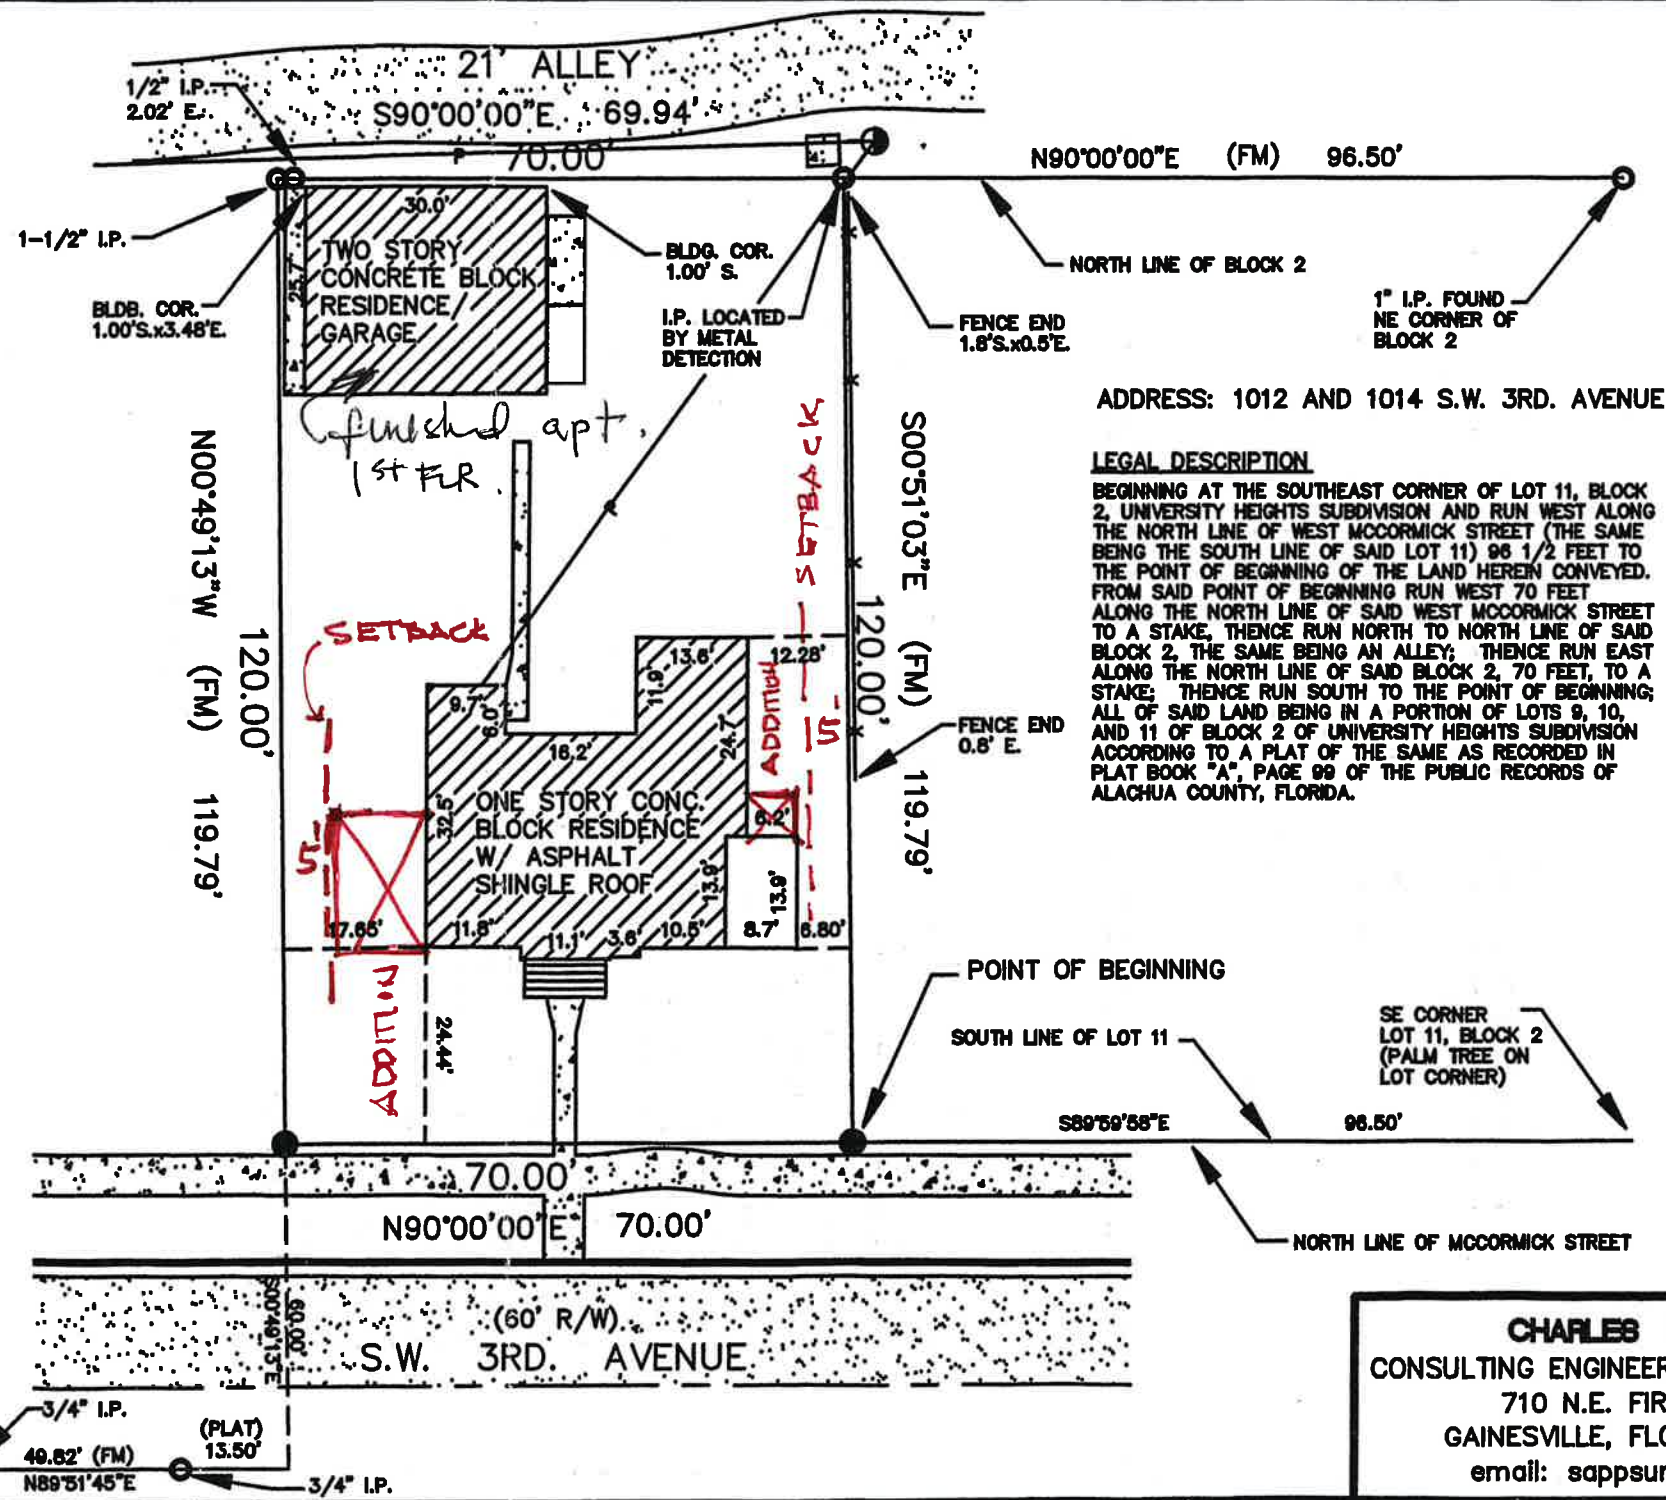 21' ALLEY
S90°00'00"E 69.94'
70.00'
1/2" I.P.
2.02' E.
N90°00'00"E (FM) 96.50'
1-1/2" I.P.
30.0'
25.7'
TWO STORY
CONCRETE BLOCK
RESIDENCE/
GARAGE
BLDB. COR.
1.00'S.x3.48'E.
BLDG. COR.
1.00' S.
I.P. LOCATED
BY METAL
DETECTION
NORTH LINE OF BLOCK 2
FENCE END
1.8'S.x0.5'E.
1" I.P. FOUND
NE CORNER OF
BLOCK 2
finished apt.
1st FLR.
ADDRESS: 1012 AND 1014 S.W. 3RD. AVENUE
LEGAL DESCRIPTION
BEGINNING AT THE SOUTHEAST CORNER OF LOT 11, BLOCK
2, UNIVERSITY HEIGHTS SUBDIVISION AND RUN WEST ALONG
THE NORTH LINE OF WEST MCCORMICK STREET (THE SAME
BEING THE SOUTH LINE OF SAID LOT 11) 96 1/2 FEET TO
THE POINT OF BEGINNING OF THE LAND HEREIN CONVEYED.
FROM SAID POINT OF BEGINNING RUN WEST 70 FEET
ALONG THE NORTH LINE OF SAID WEST MCCORMICK STREET
TO A STAKE, THENCE RUN NORTH TO NORTH LINE OF SAID
BLOCK 2, THE SAME BEING AN ALLEY; THENCE RUN EAST
ALONG THE NORTH LINE OF SAID BLOCK 2, 70 FEET, TO A
STAKE; THENCE RUN SOUTH TO THE POINT OF BEGINNING;
ALL OF SAID LAND BEING IN A PORTION OF LOTS 9, 10,
AND 11 OF BLOCK 2 OF UNIVERSITY HEIGHTS SUBDIVISION
ACCORDING TO A PLAT OF THE SAME AS RECORDED IN
PLAT BOOK "A", PAGE 99 OF THE PUBLIC RECORDS OF
ALACHUA COUNTY, FLORIDA.
N00°49'13"W (FM) 119.79'
120.00'
SETBACK
5'
SETBACK
5'
S00°51'03"E (FM) 119.79'
120.00'
13.6'
11.9'
12.28'
9.7'
6.0'
16.2'
24.7'
ADDITION
FENCE END
0.8' E.
ONE STORY CONC.
BLOCK RESIDENCE
W/ ASPHALT
SHINGLE ROOF
32.5'
6.2'
13.9'
13.9'
17.65'
11.8'
11.1'
3.6'
10.5'
8.7'
6.80'
ADDITION
24.44'
POINT OF BEGINNING
SOUTH LINE OF LOT 11
SE CORNER
LOT 11, BLOCK 2
(PALM TREE ON
LOT CORNER)
S89°59'58"E 96.50'
70.00'
N90°00'00"E 70.00'
NORTH LINE OF MCCORMICK STREET
S00°49'13"E
60.00'
(60' R/W)
S.W. 3RD. AVENUE
3/4" I.P.
49.82' (FM)
N89°51'45"E
(PLAT)
13.50'
3/4" I.P.
CHARLES
CONSULTING ENGINEER
710 N.E. FIR
GAINESVILLE, FLO
email: sappsur